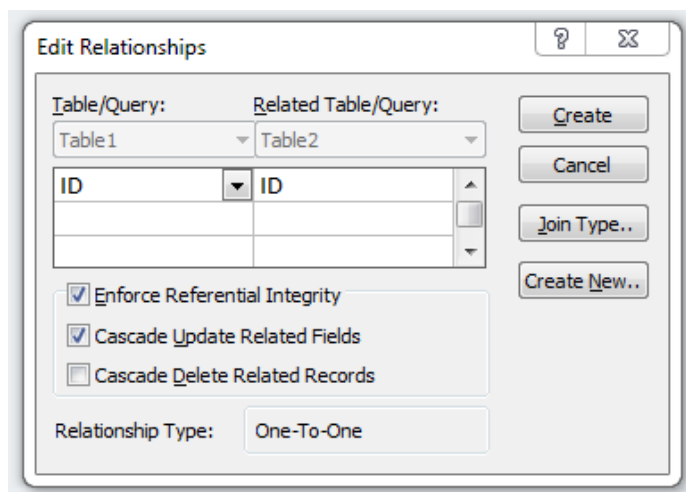 Edit Relationships
Table/Query: Related Table/Query:
Table1 Table2
ID ID
Create
Cancel
Join Type..
Create New..
Enforce Referential Integrity
Cascade Update Related Fields
Cascade Delete Related Records
Relationship Type: One-To-One